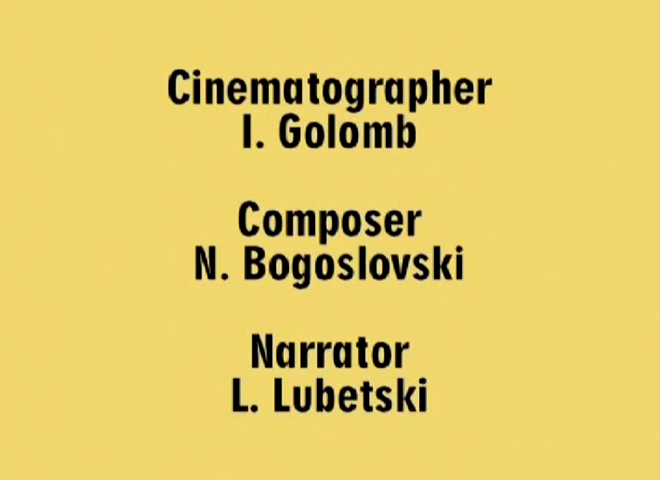 Cinematographer
I. Golomb
Composer
N. Bogoslovski
Narrator
L. Lubetski